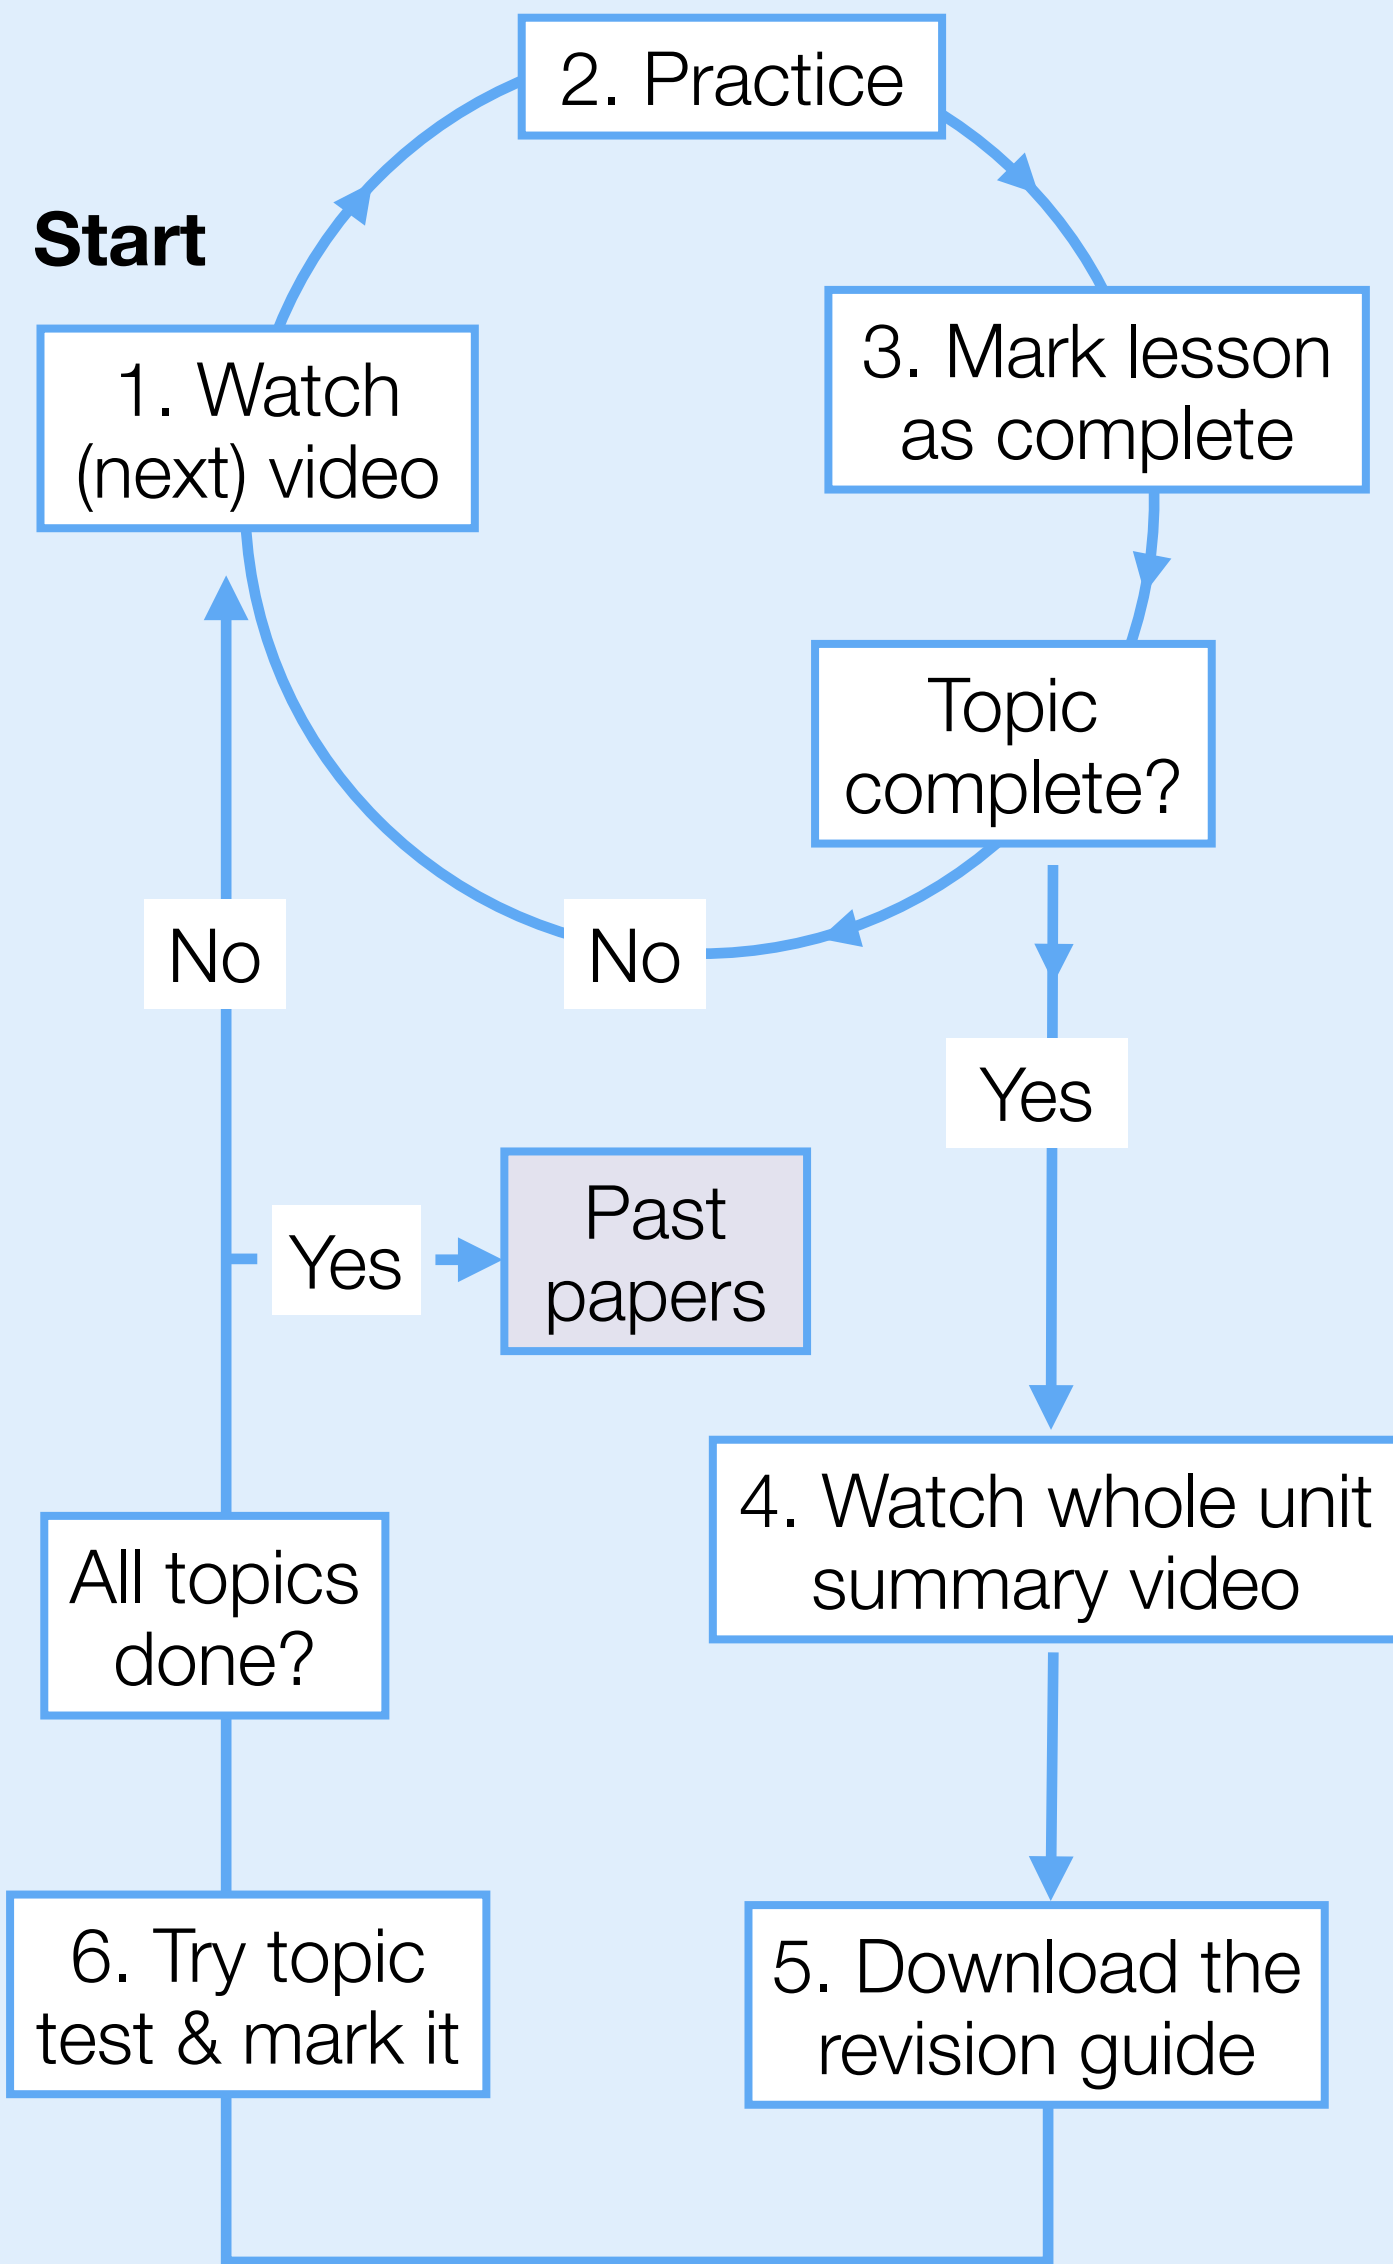 Start
1. Watch
(next) video
2. Practice
3. Mark lesson
as complete
Topic
complete?
No
Yes
4. Watch whole unit
summary video
5. Download the
revision guide
6. Try topic
test & mark it
All topics
done?
No
Yes
Past
papers